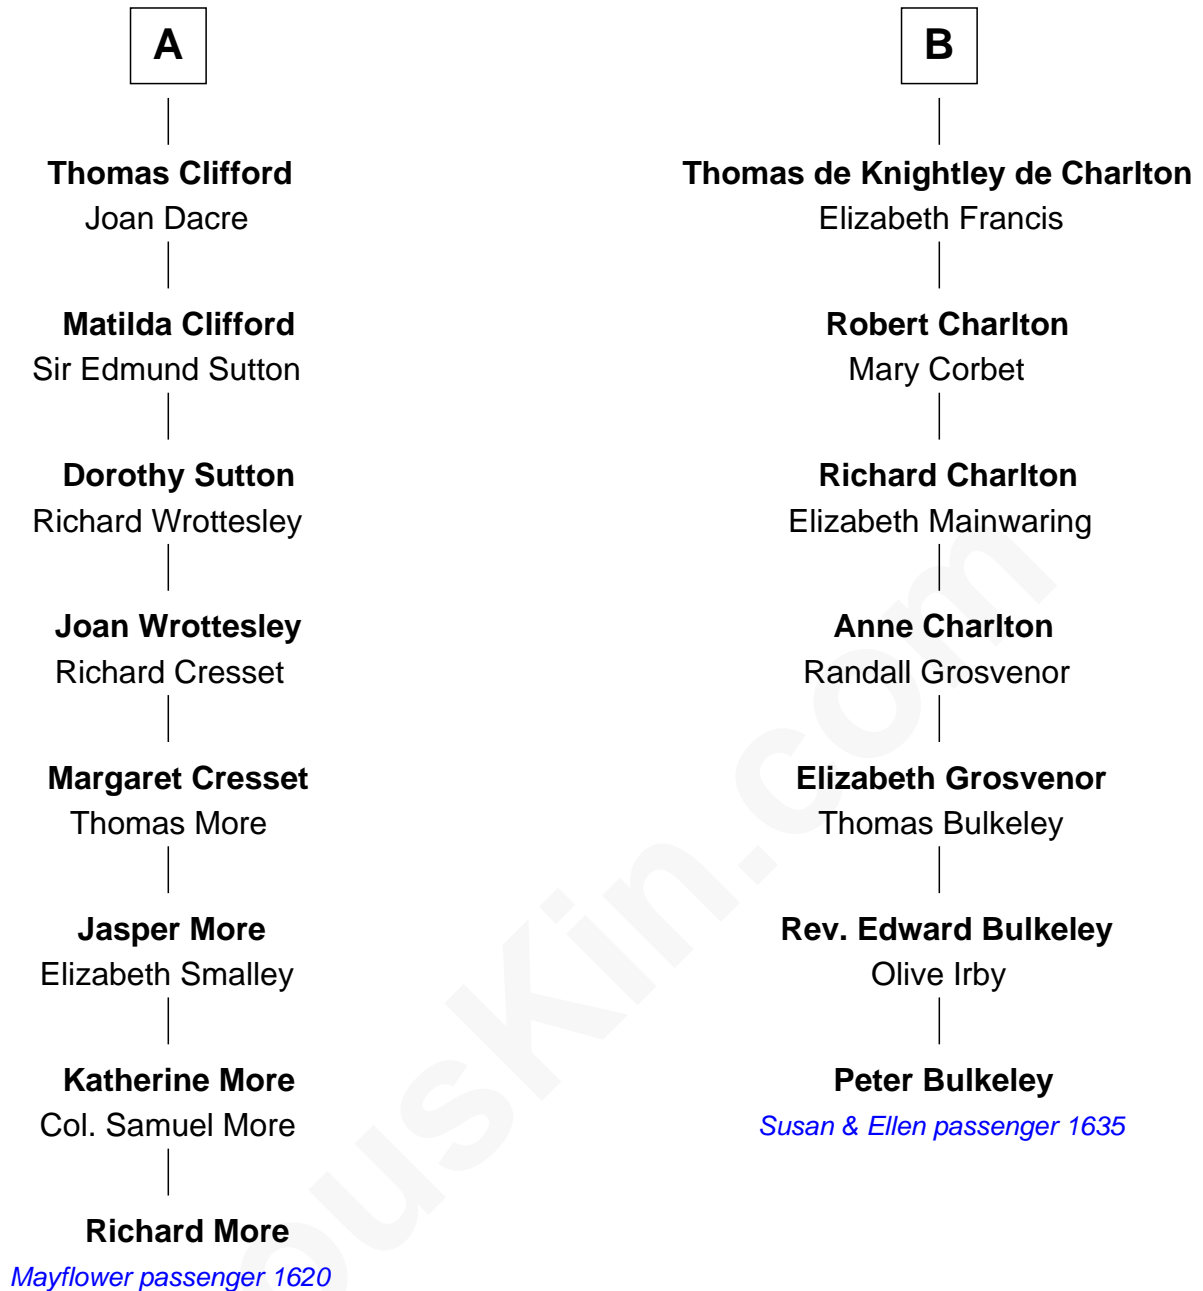 A
Thomas Clifford
Joan Dacre
Matilda Clifford
Sir Edmund Sutton
Dorothy Sutton
Richard Wrottesley
Joan Wrottesley
Richard Cresset
Margaret Cresset
Thomas More
Jasper More
Elizabeth Smalley
Katherine More
Col. Samuel More
Richard More
Mayflower passenger 1620
B
Thomas de Knightley de Charlton
Elizabeth Francis
Robert Charlton
Mary Corbet
Richard Charlton
Elizabeth Mainwaring
Anne Charlton
Randall Grosvenor
Elizabeth Grosvenor
Thomas Bulkeley
Rev. Edward Bulkeley
Olive Irby
Peter Bulkeley
Susan & Ellen passenger 1635
ousKin.com